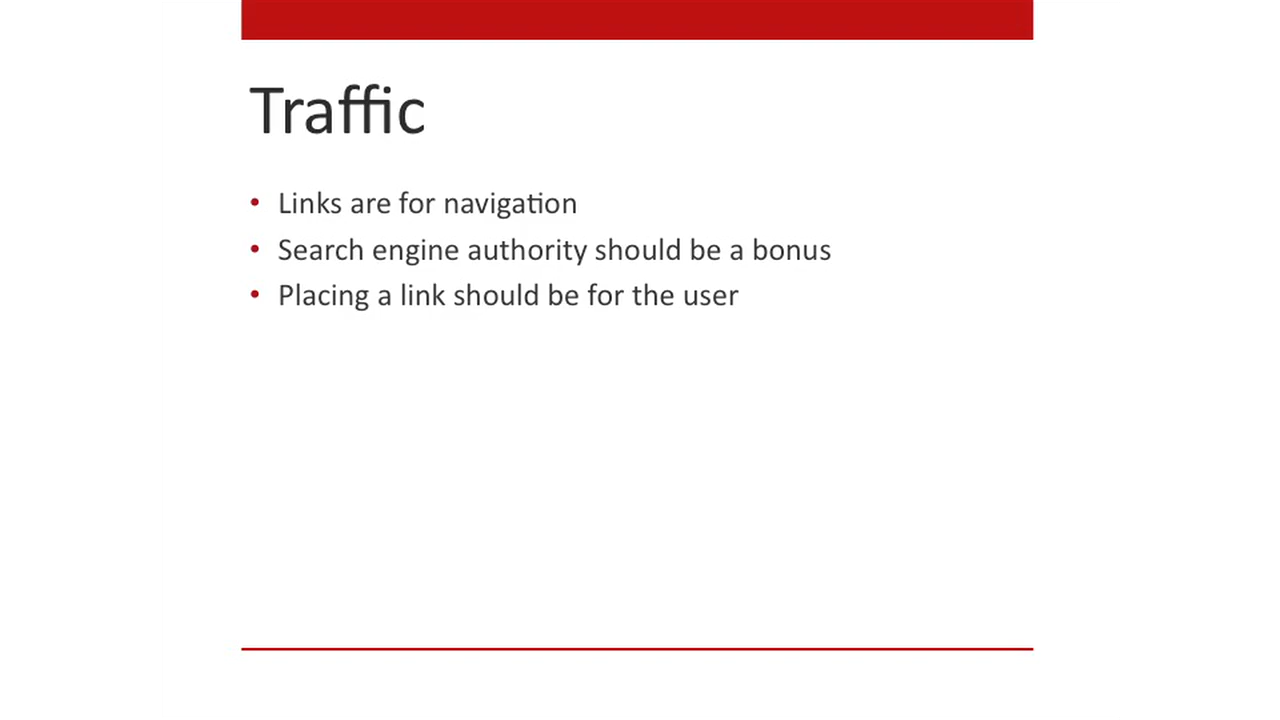 Traffic
• Links are for navigation
• Search engine authority should be a bonus
• Placing a link should be for the user